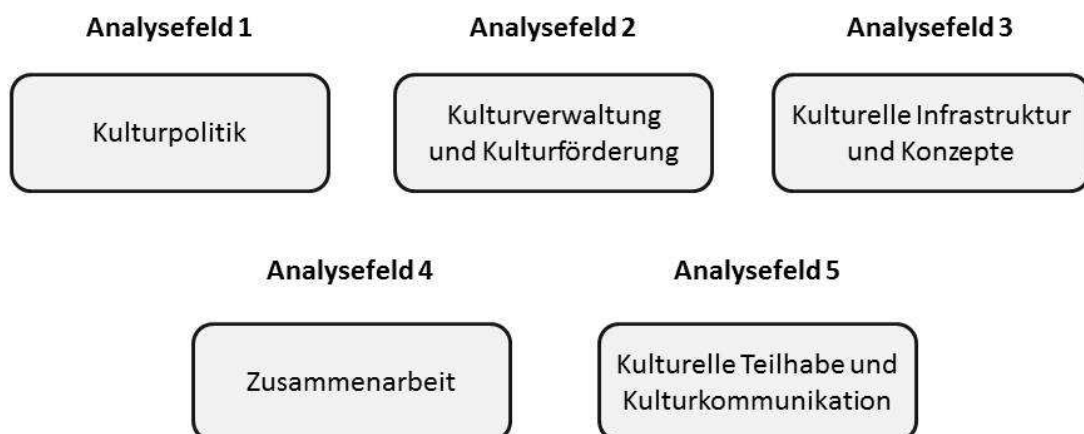 Analysefeld 1
Analysefeld 2
Analysefeld 3
Kulturpolitik
Kulturverwaltung
und Kulturförderung
Kulturelle Infrastruktur
und Konzepte
Analysefeld 4
Analysefeld 5
Zusammenarbeit
Kulturelle Teilhabe und
Kulturkommunikation